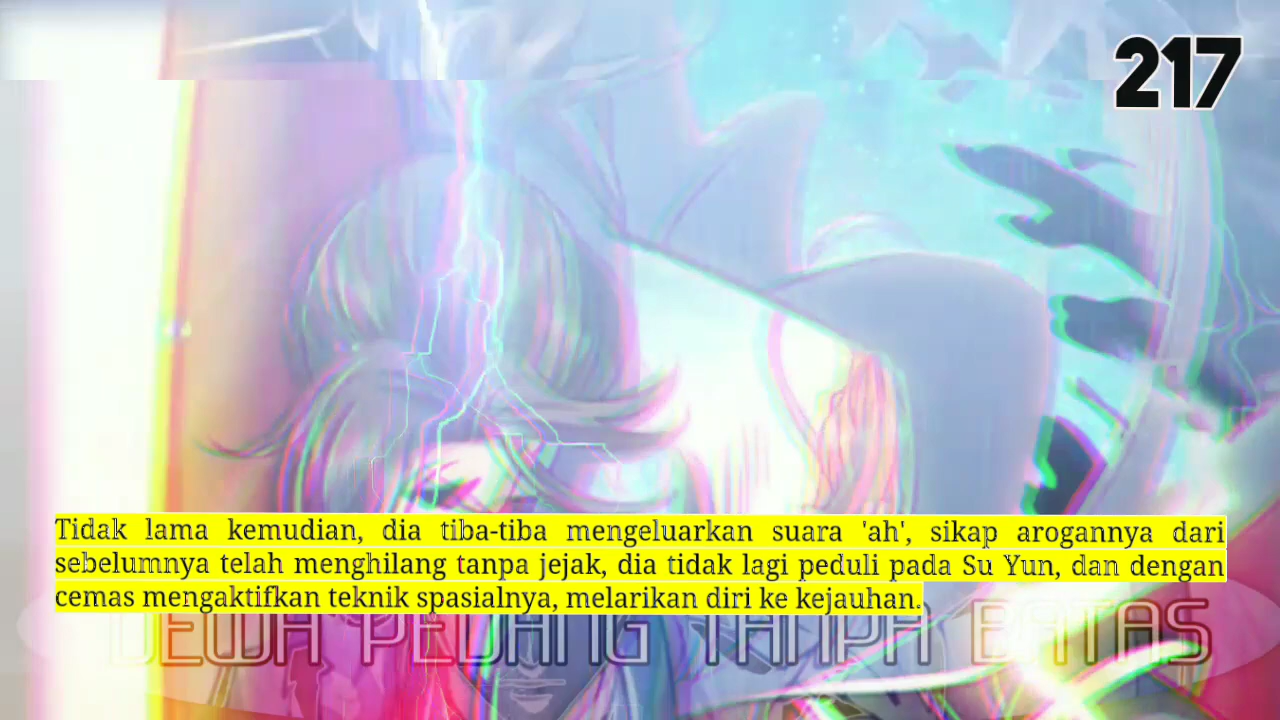 217
Tidak lama kemudian, dia tiba-tiba mengeluarkan suara 'ah', sikap arogannya dari
sebelumnya telah menghilang tanpa jejak, dia tidak lagi peduli pada Su Yun, dan dengan
cemas mengaktifkan teknik spasialnya, melarikan diri ke kejauhan.
DEWA PEDANG TANPA BATAS